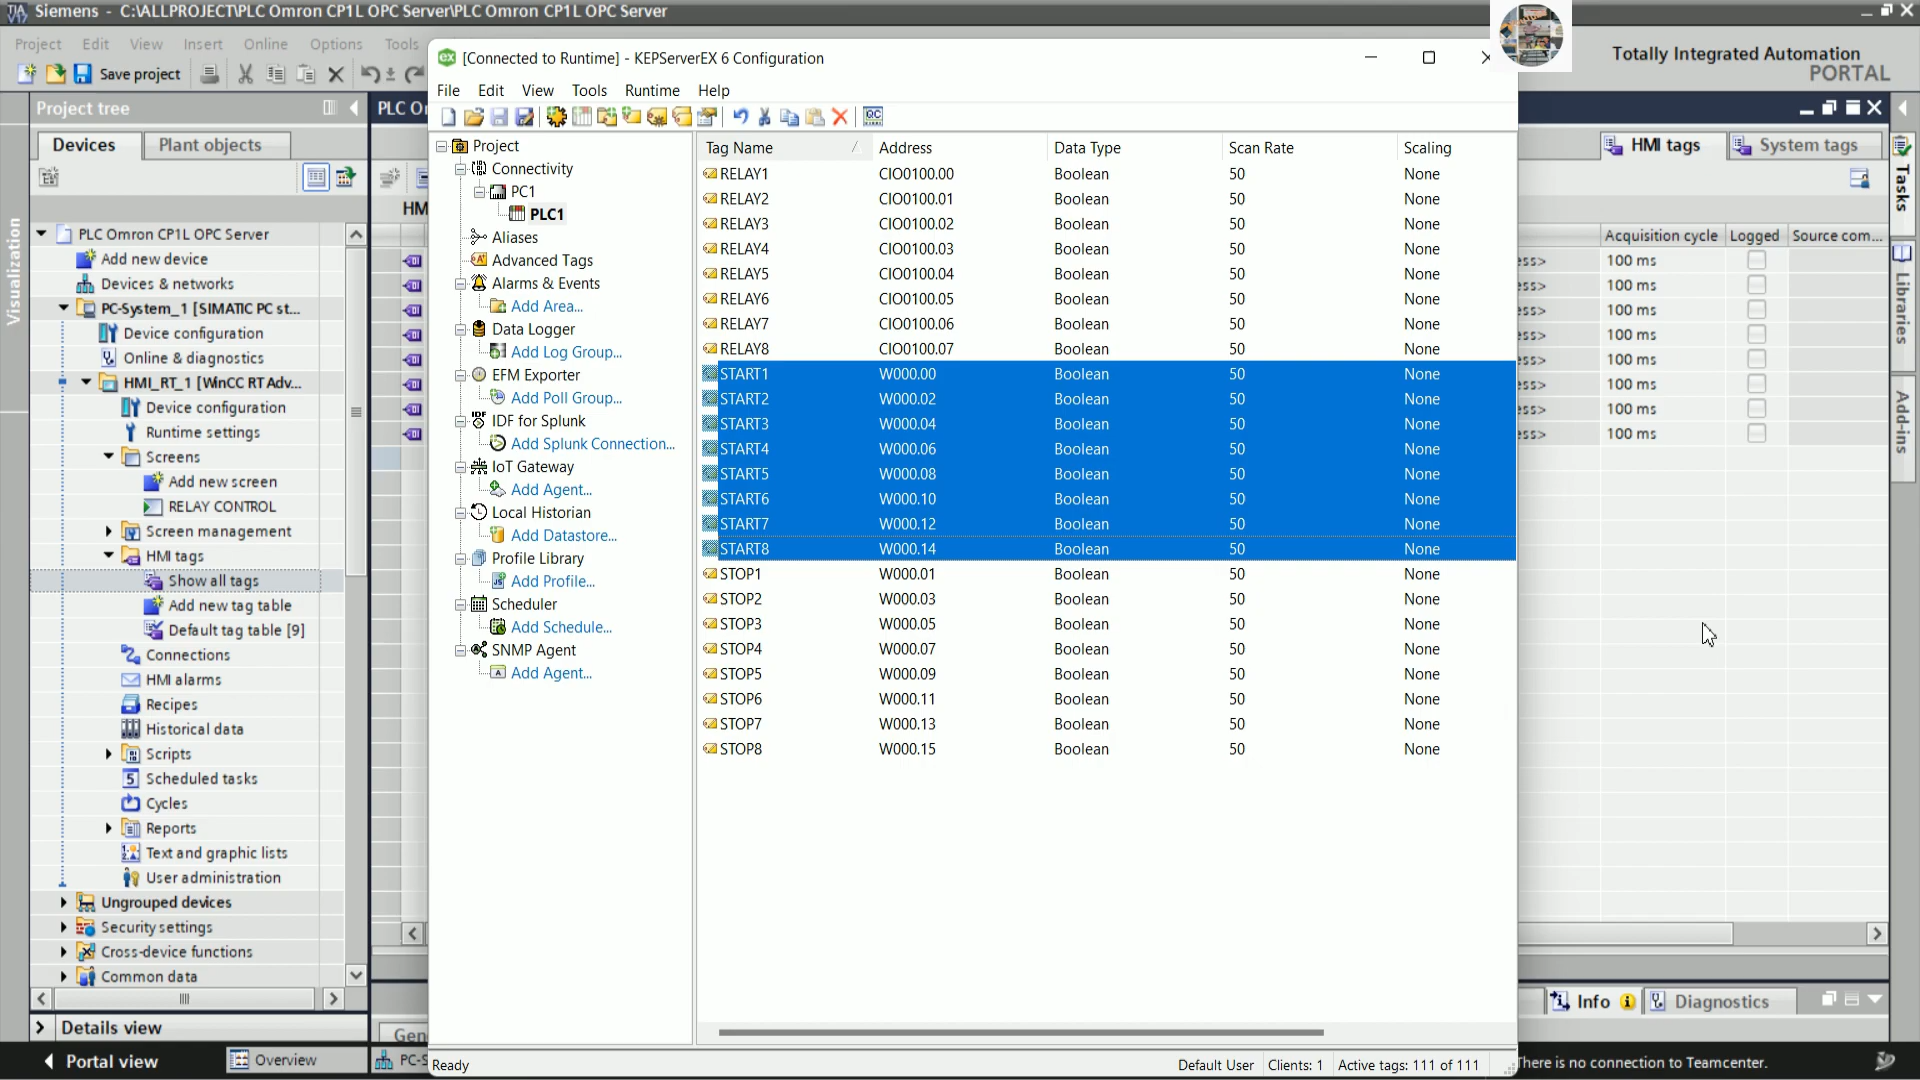 Siemens - C:\ALLPROJECT\PLC Omron CP1L OPC Server\PLC Omron CP1L OPC Server
Project Edit View Insert Online Options Tools
Save project
Totally Integrated Automation
PORTAL
Project tree
PLC O
Devices
Plant objects
Visualization
PLC Omron CP1L OPC Server
Add new device
Devices & networks
PC-System_1 [SIMATIC PC st...
Device configuration
Online & diagnostics
HMI_RT_1 [WinCC RT Adv...
Device configuration
Runtime settings
Screens
Add new screen
RELAY CONTROL
Screen management
HMI tags
Show all tags
Add new tag table
Default tag table [9]
Connections
HMI alarms
Recipes
Historical data
Scripts
Scheduled tasks
Cycles
Reports
Text and graphic lists
User administration
Ungrouped devices
Security settings
Cross-device functions
Common data
Details view
Portal view
Overview
PC-S
HM
Gen
[Connected to Runtime] - KEPServerEX 6 Configuration
File Edit View Tools Runtime Help
Project
Connectivity
PC1
PLC1
Aliases
Advanced Tags
Alarms & Events
Add Area...
Data Logger
Add Log Group...
EFM Exporter
Add Poll Group...
IDF for Splunk
Add Splunk Connection...
IoT Gateway
Add Agent...
Local Historian
Add Datastore...
Profile Library
Add Profile...
Scheduler
Add Schedule...
SNMP Agent
Add Agent...
Tag Name Address Data Type Scan Rate Scaling
RELAY1 CIO0100.00 Boolean 50 None
RELAY2 CIO0100.01 Boolean 50 None
RELAY3 CIO0100.02 Boolean 50 None
RELAY4 CIO0100.03 Boolean 50 None
RELAY5 CIO0100.04 Boolean 50 None
RELAY6 CIO0100.05 Boolean 50 None
RELAY7 CIO0100.06 Boolean 50 None
RELAY8 CIO0100.07 Boolean 50 None
START1 W000.00 Boolean 50 None
START2 W000.02 Boolean 50 None
START3 W000.04 Boolean 50 None
START4 W000.06 Boolean 50 None
START5 W000.08 Boolean 50 None
START6 W000.10 Boolean 50 None
START7 W000.12 Boolean 50 None
START8 W000.14 Boolean 50 None
STOP1 W000.01 Boolean 50 None
STOP2 W000.03 Boolean 50 None
STOP3 W000.05 Boolean 50 None
STOP4 W000.07 Boolean 50 None
STOP5 W000.09 Boolean 50 None
STOP6 W000.11 Boolean 50 None
STOP7 W000.13 Boolean 50 None
STOP8 W000.15 Boolean 50 None
Ready
Default User Clients: 1 Active tags: 111 of 111
HMI tags
System tags
Acquisition cycle Logged Source com...
ess> 100 ms
ess> 100 ms
ess> 100 ms
ess> 100 ms
ess> 100 ms
ess> 100 ms
ess> 100 ms
ess> 100 ms
Tasks
Libraries
Add-ins
Info
Diagnostics
There is no connection to Teamcenter.